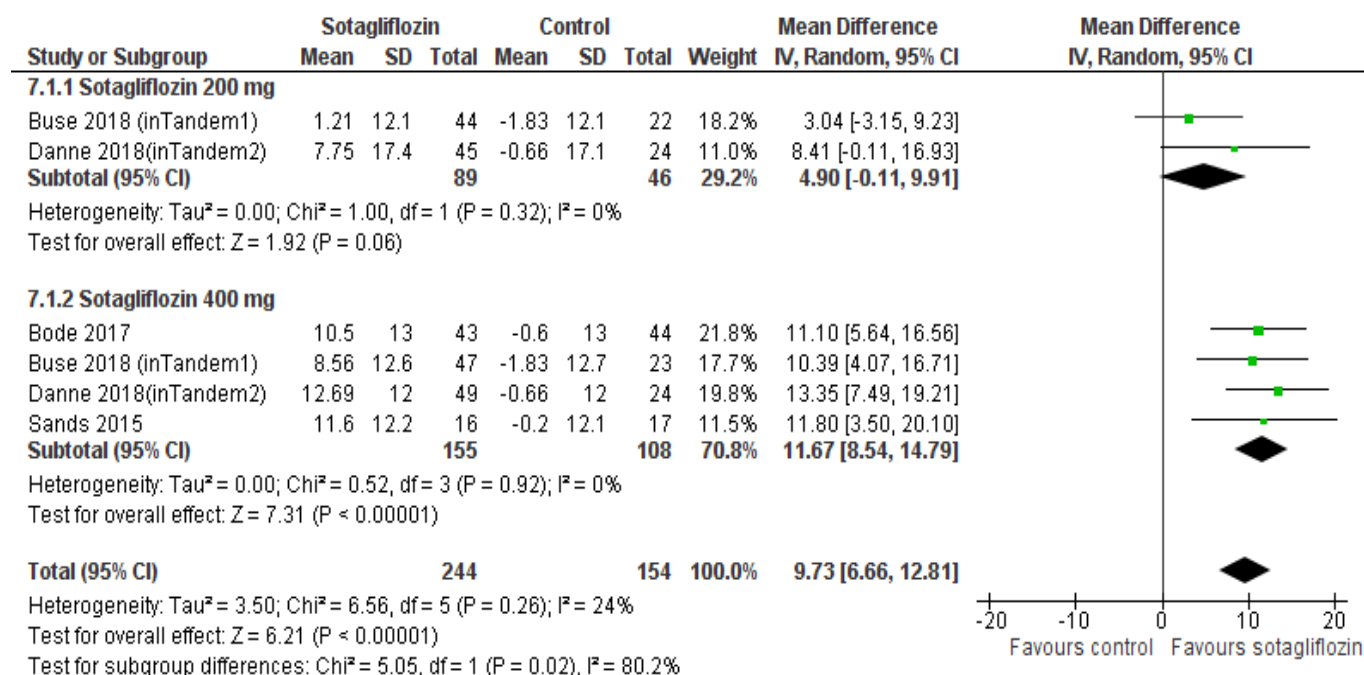 Sotagliflozin Control Mean Difference Mean Difference
Study or Subgroup Mean SD Total Mean SD Total Weight IV, Random, 95% CI IV, Random, 95% CI
7.1.1 Sotagliflozin 200 mg
Buse 2018 (inTandem1) 1.21 12.1 44 -1.83 12.1 22 18.2% 3.04 [-3.15, 9.23]
Danne 2018(inTandem2) 7.75 17.4 45 -0.66 17.1 24 11.0% 8.41 [-0.11, 16.93]
Subtotal (95% CI) 89 46 29.2% 4.90 [-0.11, 9.91]
Heterogeneity: Tau² = 0.00; Chi² = 1.00, df = 1 (P = 0.32); I² = 0%
Test for overall effect: Z = 1.92 (P = 0.06)
7.1.2 Sotagliflozin 400 mg
Bode 2017 10.5 13 43 -0.6 13 44 21.8% 11.10 [5.64, 16.56]
Buse 2018 (inTandem1) 8.56 12.6 47 -1.83 12.7 23 17.7% 10.39 [4.07, 16.71]
Danne 2018(inTandem2) 12.69 12 49 -0.66 12 24 19.8% 13.35 [7.49, 19.21]
Sands 2015 11.6 12.2 16 -0.2 12.1 17 11.5% 11.80 [3.50, 20.10]
Subtotal (95% CI) 155 108 70.8% 11.67 [8.54, 14.79]
Heterogeneity: Tau² = 0.00; Chi² = 0.52, df = 3 (P = 0.92); I² = 0%
Test for overall effect: Z = 7.31 (P < 0.00001)
Total (95% CI) 244 154 100.0% 9.73 [6.66, 12.81]
Heterogeneity: Tau² = 3.50; Chi² = 6.56, df = 5 (P = 0.26); I² = 24%
Test for overall effect: Z = 6.21 (P < 0.00001)
Test for subgroup differences: Chi² = 5.05, df = 1 (P = 0.02), I² = 80.2%
-20 -10 0 10 20
Favours control Favours sotagliflozin